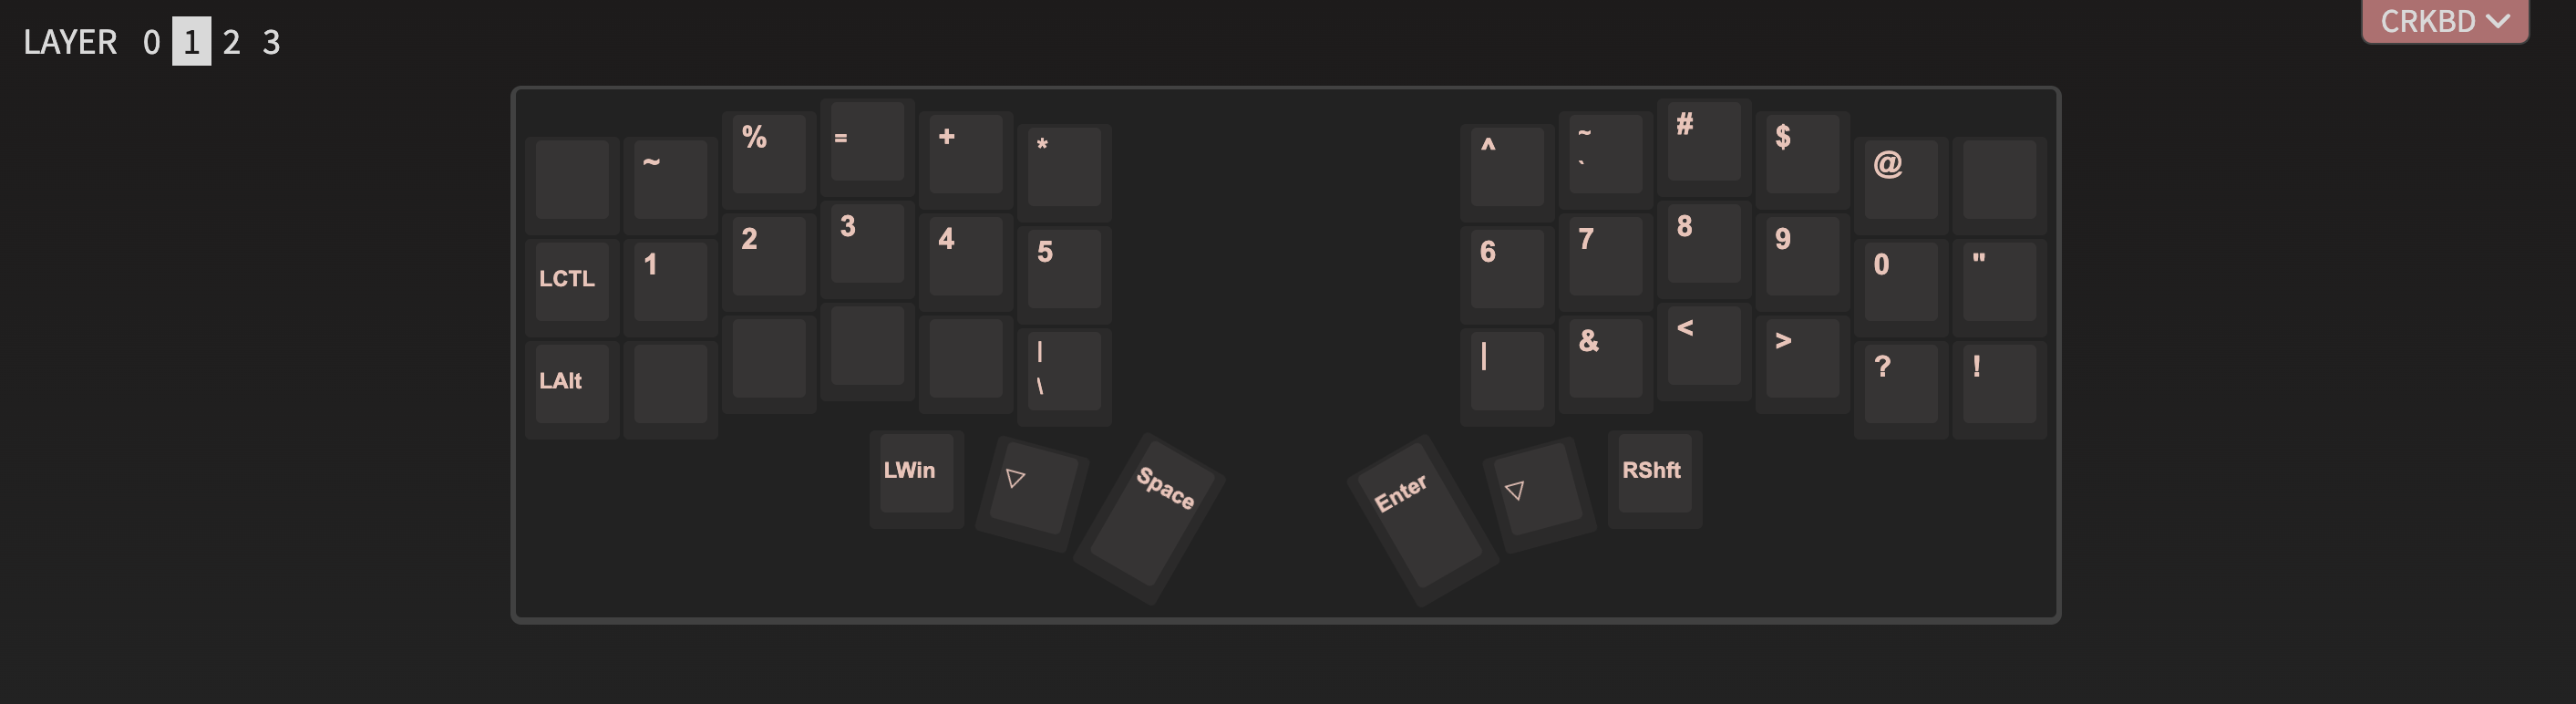 LAYER 0 1 2 3
CRKBD
~ % = + * ^ ~ ` # $ @
LCTL 1 2 3 4 5 6 7 8 9 0 "
LAlt | \ | & < > ? !
LWin ▽ Space Enter ▽ RShft